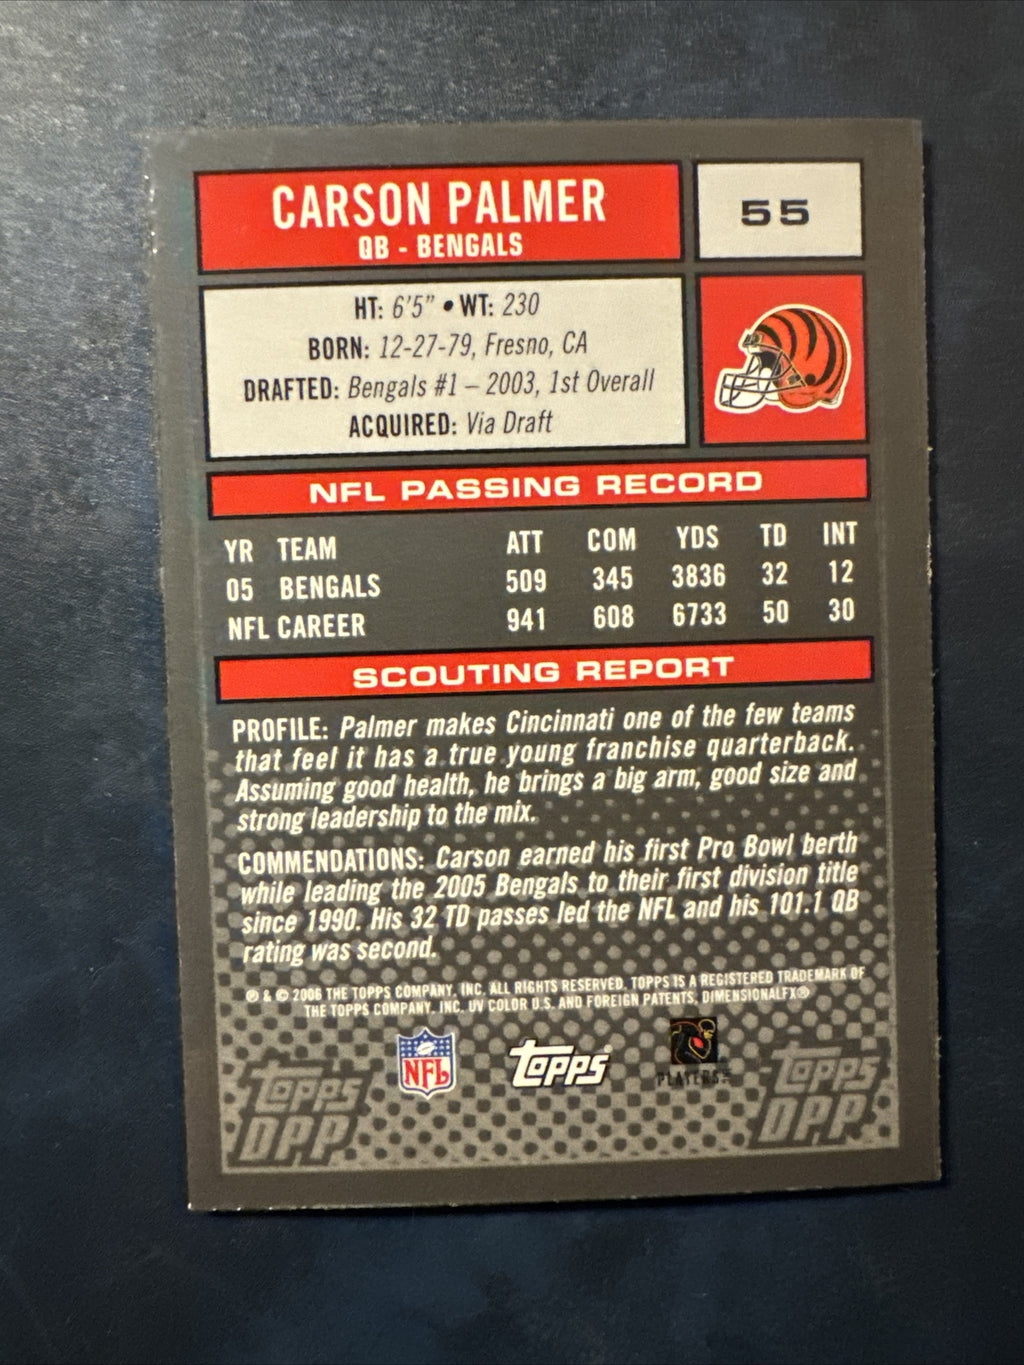 CARSON PALMER
QB - BENGALS
55
HT: 6'5" • WT: 230
BORN: 12-27-79, Fresno, CA
DRAFTED: Bengals #1 – 2003, 1st Overall
ACQUIRED: Via Draft
NFL PASSING RECORD
YR TEAM ATT COM YDS TD INT
05 BENGALS 509 345 3836 32 12
NFL CAREER 941 608 6733 50 30
SCOUTING REPORT
PROFILE: Palmer makes Cincinnati one of the few teams
that feel it has a true young franchise quarterback.
Assuming good health, he brings a big arm, good size and
strong leadership to the mix.
COMMENDATIONS: Carson earned his first Pro Bowl berth
while leading the 2005 Bengals to their first division title
since 1990. His 32 TD passes led the NFL and his 101.1 QB
rating was second.
℗ & © 2006 THE TOPPS COMPANY, INC. ALL RIGHTS RESERVED. TOPPS IS A REGISTERED TRADEMARK OF
THE TOPPS COMPANY, INC. UV COLOR U.S. AND FOREIGN PATENTS, DIMENSIONALFX®
NFL
Topps
PLAYERS
Topps
DPP
Topps
DPP